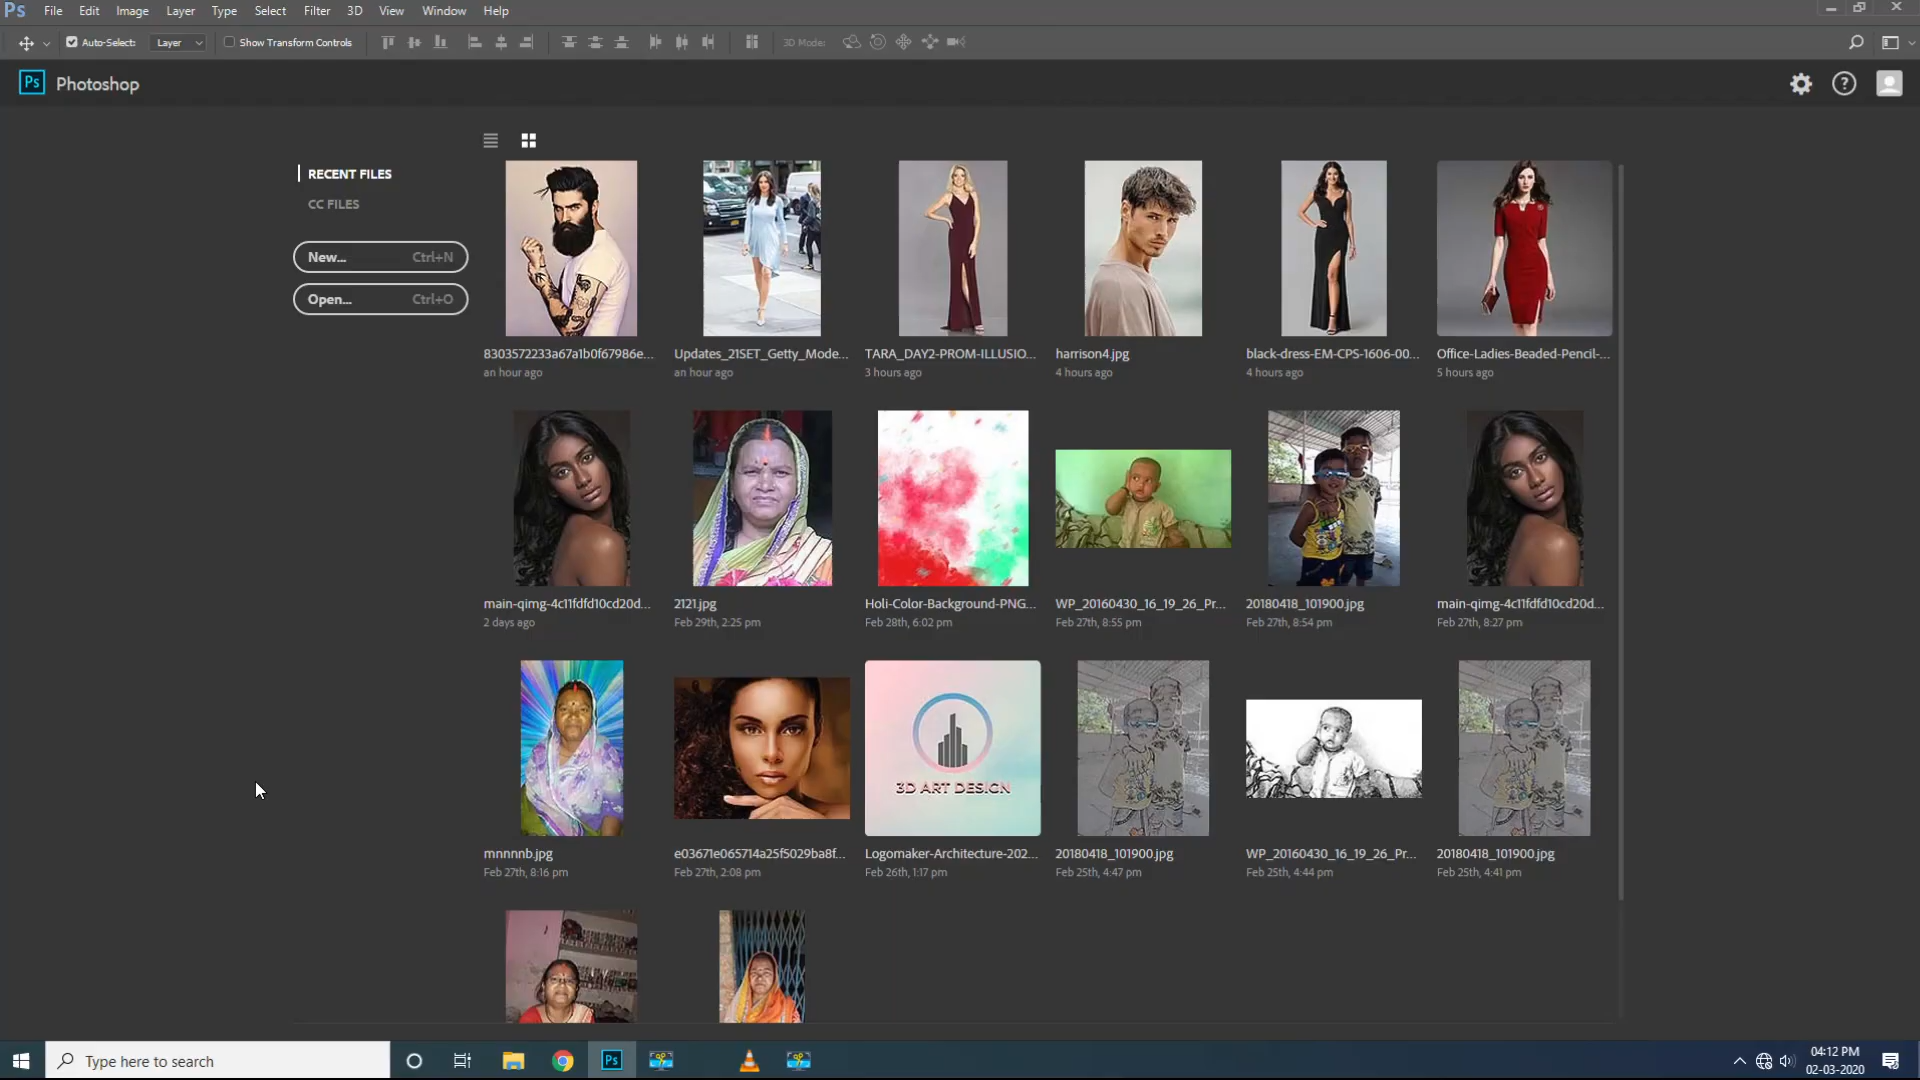 Ps File Edit Image Layer Type Select Filter 3D View Window Help
Auto-Select: Layer Show Transform Controls 3D Mode:
Ps Photoshop
RECENT FILES
CC FILES
New... Ctrl+N
Open... Ctrl+O
8303572233a67a1b0f67986e... Updates_21SET_Getty_Mode... TARA_DAY2-PROM-ILLUSIO... harrison4.jpg black-dress-EM-CPS-1606-00... Office-Ladies-Beaded-Pencil-...
an hour ago an hour ago 3 hours ago 4 hours ago 4 hours ago 5 hours ago
main-qimg-4c11fdfd10cd20d... 2121.jpg Holi-Color-Background-PNG... WP_20160430_16_19_26_Pr... 20180418_101900.jpg main-qimg-4c11fdfd10cd20d...
2 days ago Feb 29th, 2:25 pm Feb 28th, 6:02 pm Feb 27th, 8:55 pm Feb 27th, 8:54 pm Feb 27th, 8:27 pm
3D ART DESIGN
mnnnnb.jpg e03671e065714a25f5029ba8f... Logomaker-Architecture-202... 20180418_101900.jpg WP_20160430_16_19_26_Pr... 20180418_101900.jpg
Feb 27th, 8:16 pm Feb 27th, 2:08 pm Feb 26th, 1:17 pm Feb 25th, 4:47 pm Feb 25th, 4:44 pm Feb 25th, 4:41 pm
Type here to search Ps 04:12 PM
02-03-2020